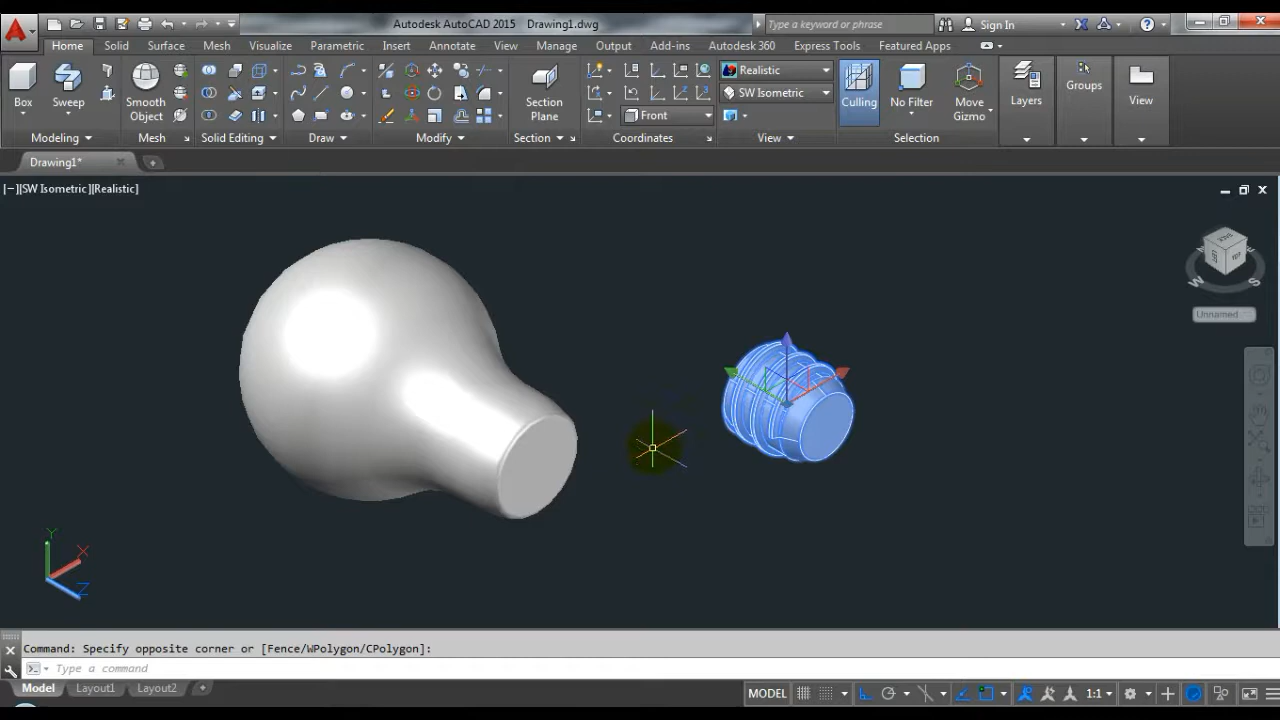 Autodesk AutoCAD 2015 Drawing1.dwg
Type a keyword or phrase
Sign In
Home Solid Surface Mesh Visualize Parametric Insert Annotate View Manage Output Add-ins Autodesk 360 Express Tools Featured Apps
Box
Sweep
Smooth
Object
Section
Plane
Realistic
SW Isometric
Front
Culling
No Filter
Move
Gizmo
Layers
Groups
View
Modeling Mesh Solid Editing Draw Modify Section Coordinates View Selection
Drawing1*
[−][SW Isometric][Realistic]
BACK
TOP
W S
Unnamed
Y
X
Z
Command: Specify opposite corner or [Fence/WPolygon/CPolygon]:
Type a command
Model Layout1 Layout2
MODEL 1:1